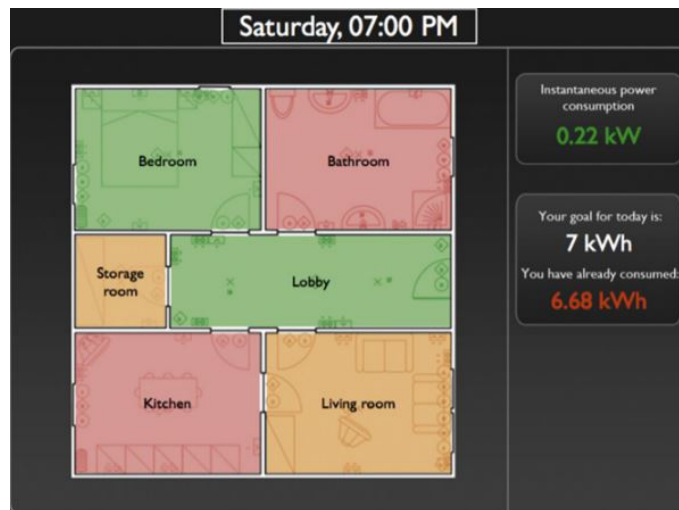 Saturday, 07:00 PM
Instantaneous power
consumption
0.22 kW
Your goal for today is:
7 kWh
You have already consumed:
6.68 kWh
Bedroom
Bathroom
Storage
room
Lobby
Kitchen
Living room